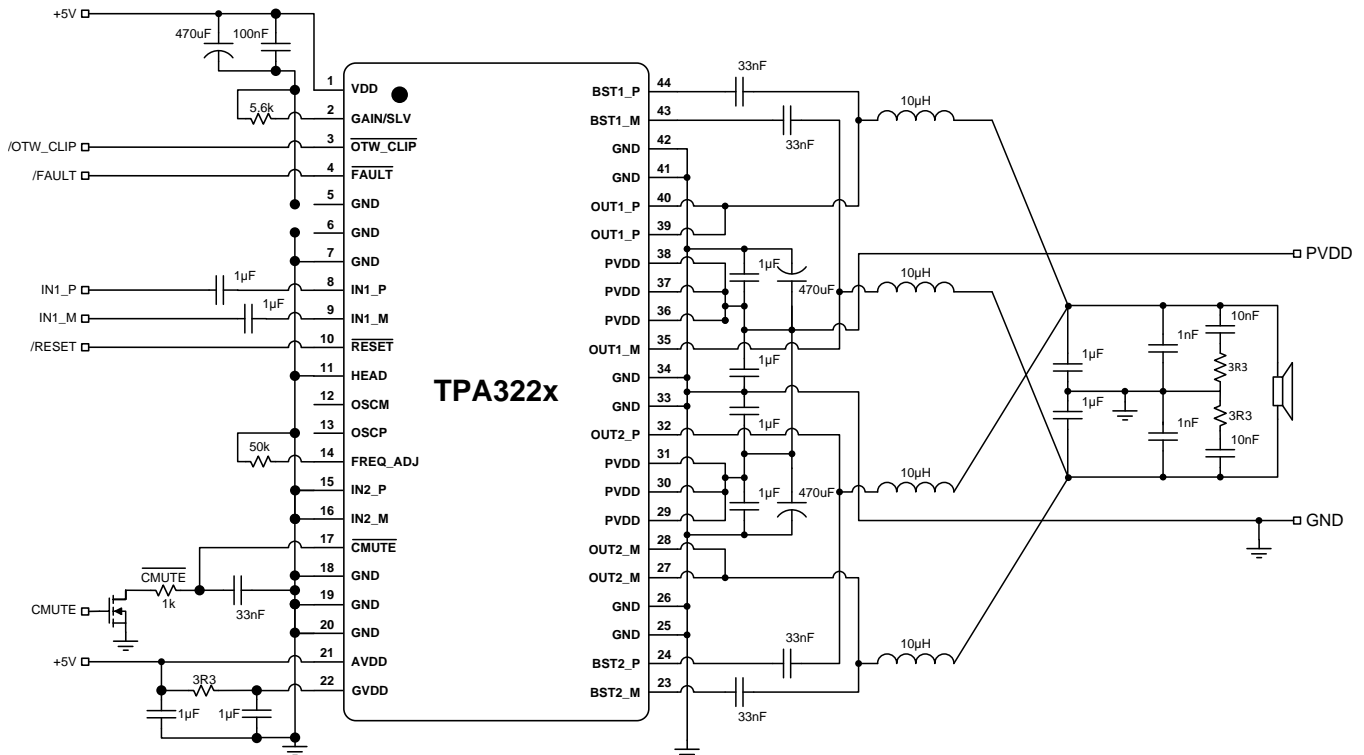 +5V
470uF
100nF
5.6k
/OTW_CLIP
/FAULT
1µF
IN1_P
1µF
IN1_M
/RESET
50k
CMUTE
1k
33nF
CMUTE
+5V
3R3
1µF
1µF
1 VDD
2 GAIN/SLV
3 OTW_CLIP
4 FAULT
5 GND
6 GND
7 GND
8 IN1_P
9 IN1_M
10 RESET
11 HEAD
12 OSCM
13 OSCP
14 FREQ_ADJ
15 IN2_P
16 IN2_M
17 CMUTE
18 GND
19 GND
20 GND
21 AVDD
22 GVDD
TPA322x
BST1_P 44
BST1_M 43
GND 42
GND 41
OUT1_P 40
OUT1_P 39
PVDD 38
PVDD 37
PVDD 36
OUT1_M 35
GND 34
GND 33
OUT2_P 32
PVDD 31
PVDD 30
PVDD 29
OUT2_M 28
OUT2_M 27
GND 26
GND 25
BST2_P 24
BST2_M 23
33nF
33nF
10µH
1µF
470uF
10µH
1µF
1µF
10µH
1µF
470uF
33nF
10µH
33nF
PVDD
10nF
1nF
1µF
3R3
1µF
3R3
1nF
10nF
GND